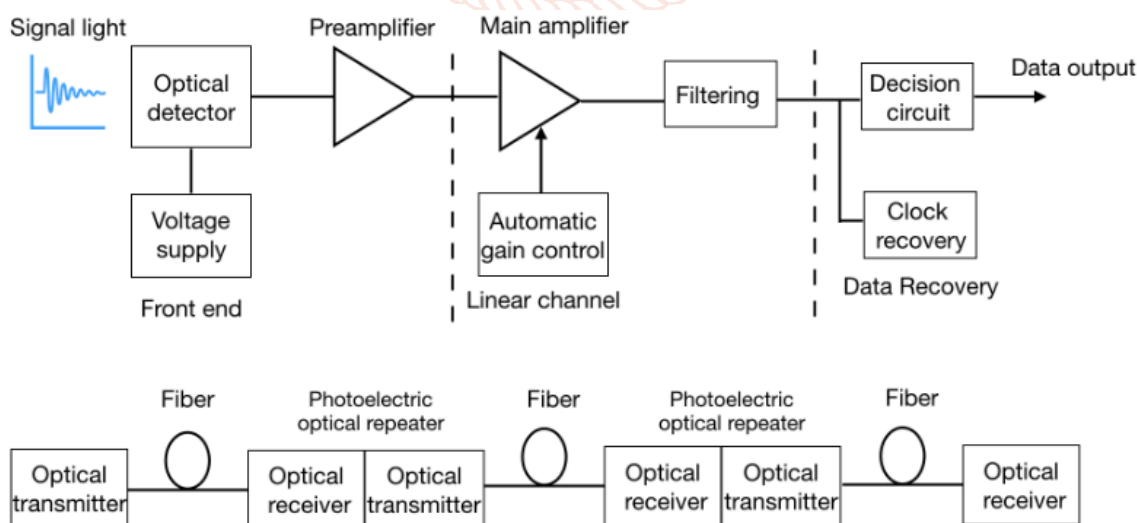 Signal light
Preamplifier
Main amplifier
Optical
detector
Filtering
Decision
circuit
Data output
Voltage
supply
Automatic
gain control
Clock
recovery
Front end
Linear channel
Data Recovery
Fiber
Photoelectric
optical repeater
Fiber
Photoelectric
optical repeater
Fiber
Optical
transmitter
Optical
receiver
Optical
transmitter
Optical
receiver
Optical
transmitter
Optical
receiver